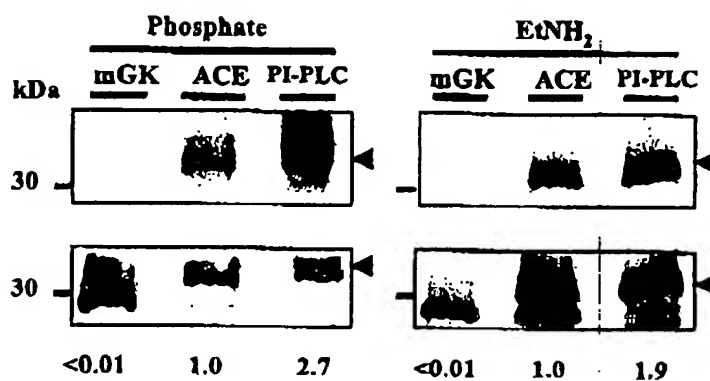 Phosphate EtNH₂
kDa mGK ACE PI-PLC mGK ACE PI-PLC
30
30
<0.01 1.0 2.7 <0.01 1.0 1.9